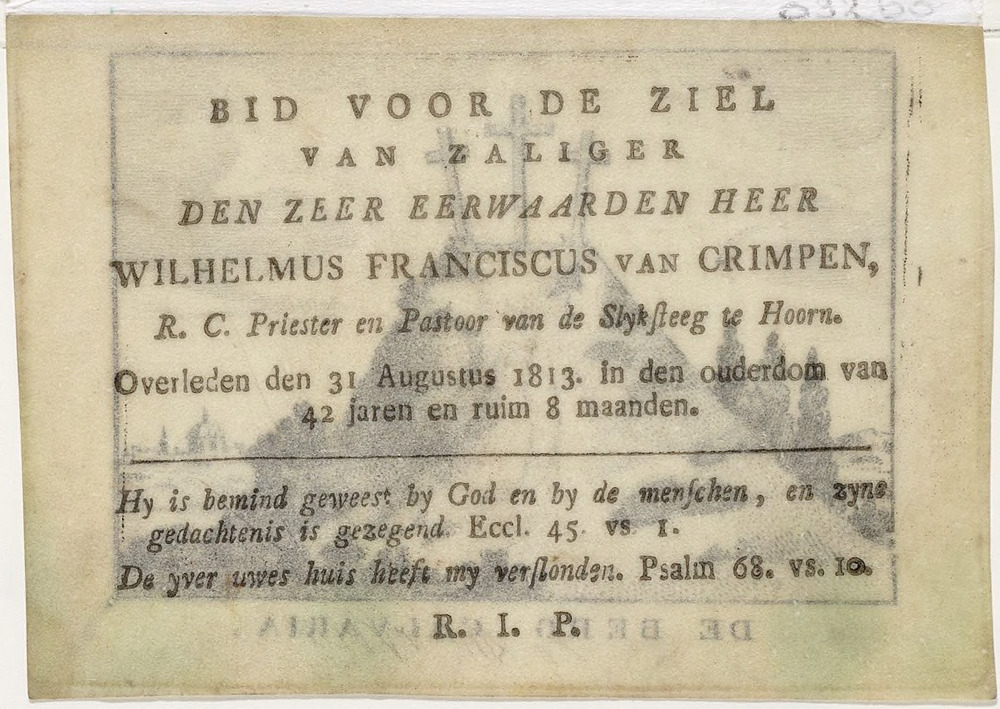 BID VOOR DE ZIEL
VAN ZALIGER
DEN ZEER EERWAARDEN HEER
WILHELMUS FRANCISCUS VAN CRIMPEN,
R. C. Priester en Pastoor van de Slykſteeg te Hoorn.
Overleden den 31 Augustus 1813. in den ouderdom van
42 jaren en ruim 8 maanden.
Hy is bemind geweest by God en by de menſchen, en zyne
gedachtenis is gezegend. Eccl. 45. vs. 1.
De yver uwes huis heeft my verſlonden. Psalm 68. vs. 10.
R. I. P.
DE BERG CALVARIA.